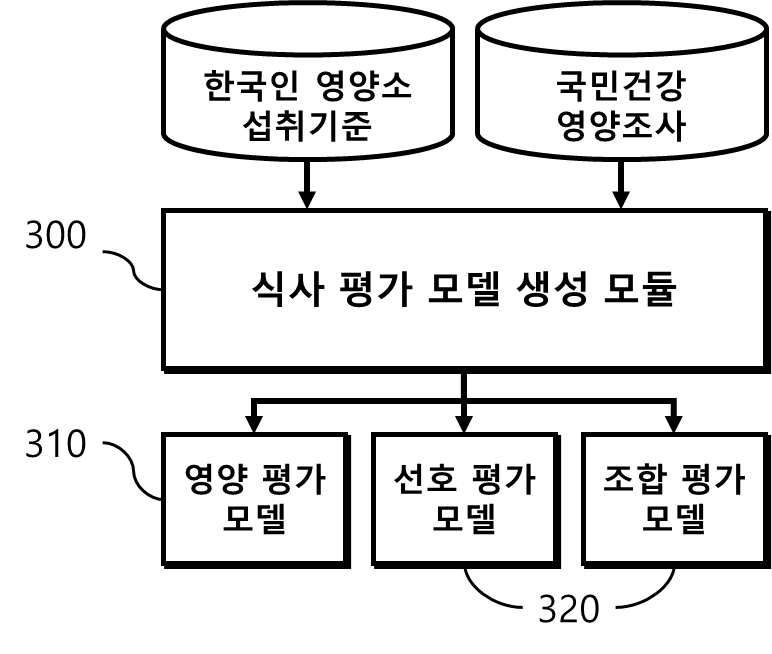 한국인 영양소
섭취기준
국민건강
영양조사
300
식사 평가 모델 생성 모듈
310
영양 평가
모델
선호 평가
모델
조합 평가
모델
320